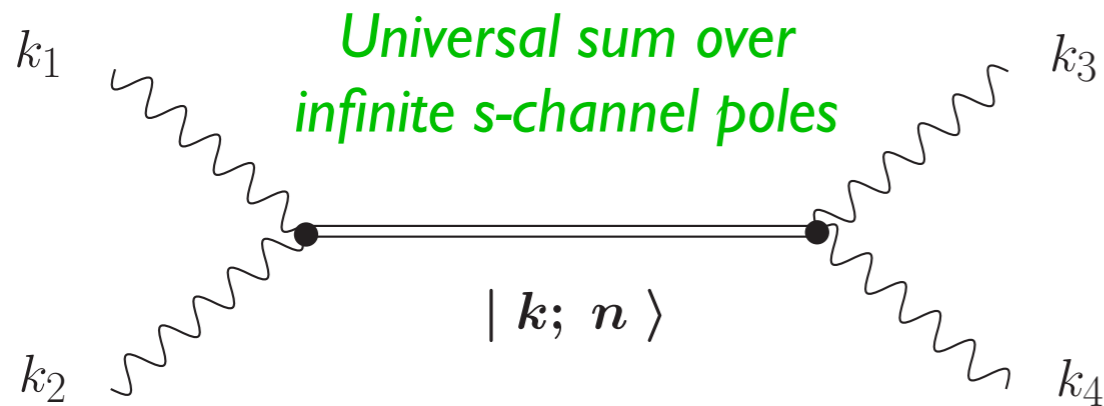 k₁
Universal sum over
infinite s-channel poles
k₃
| k; n ⟩
k₂
k₄